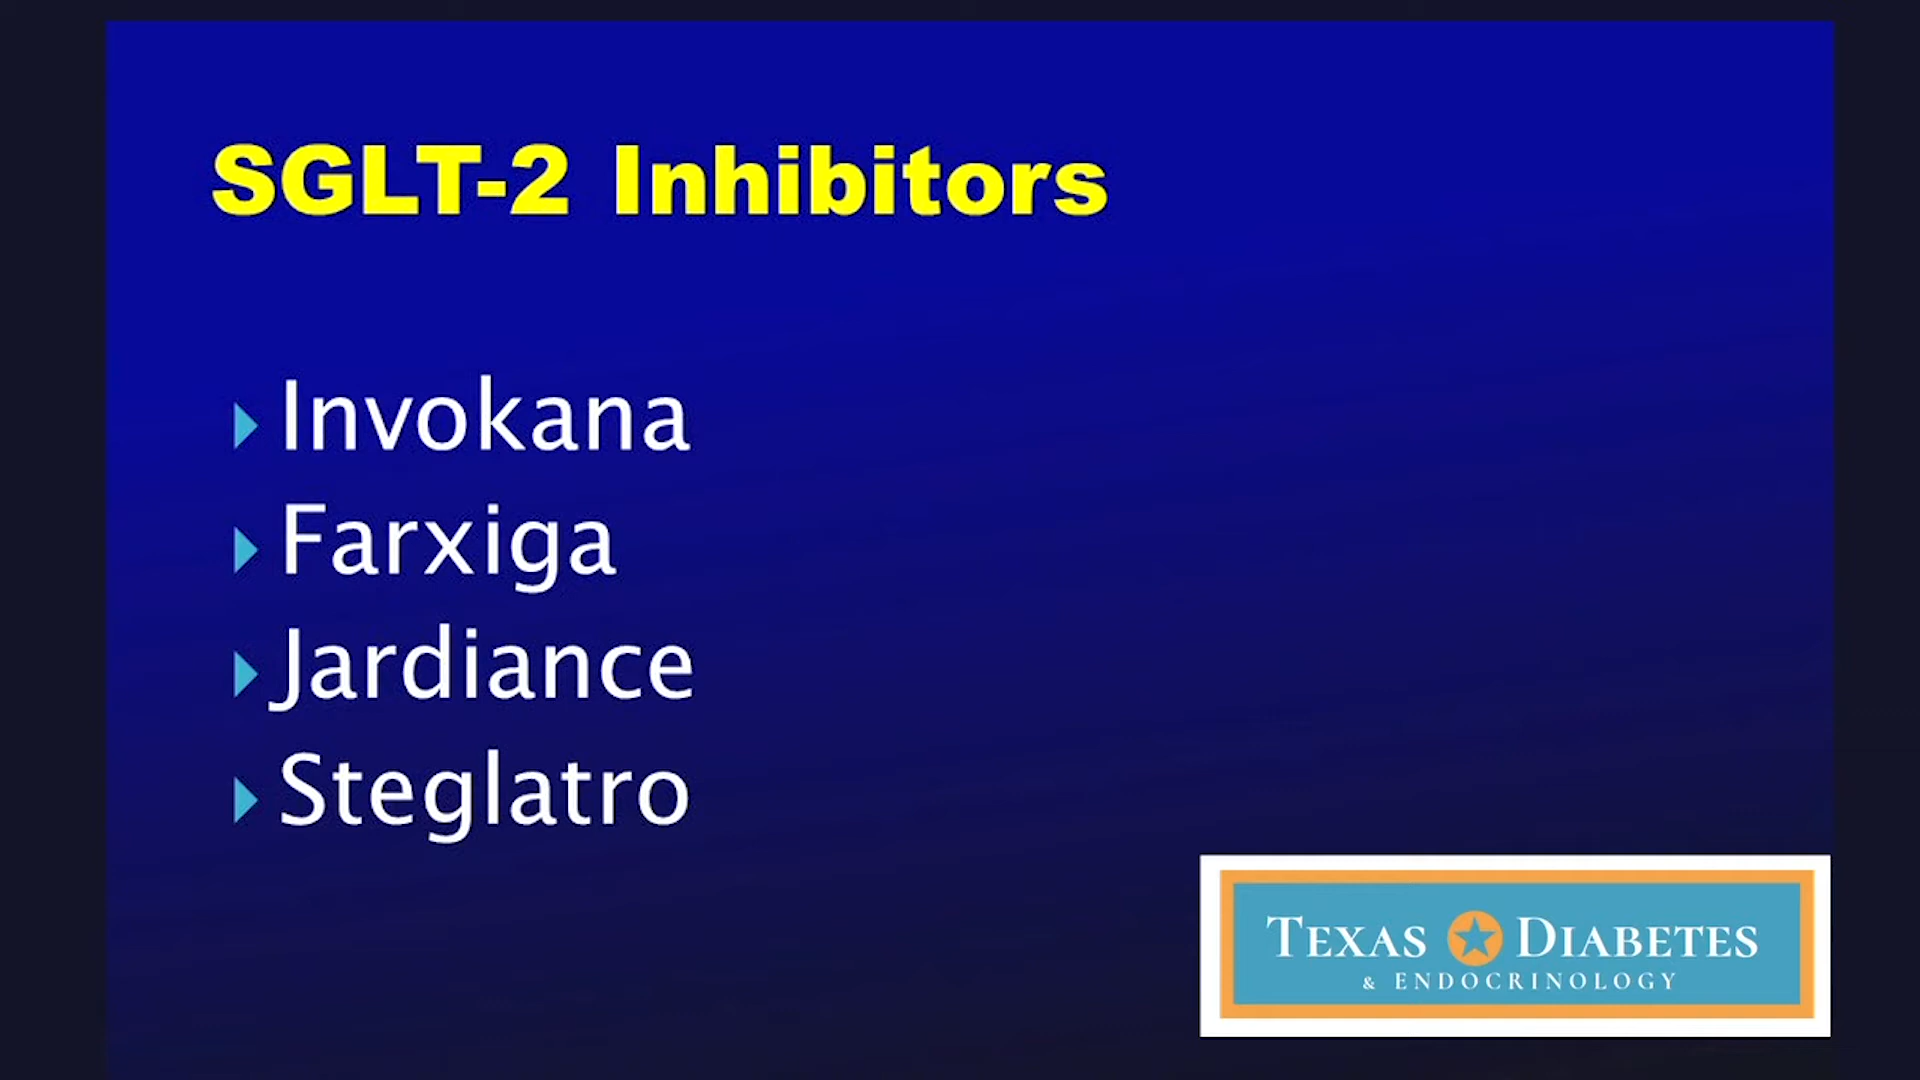 SGLT-2 Inhibitors
Invokana
Farxiga
Jardiance
Steglatro
TEXAS DIABETES
& ENDOCRINOLOGY